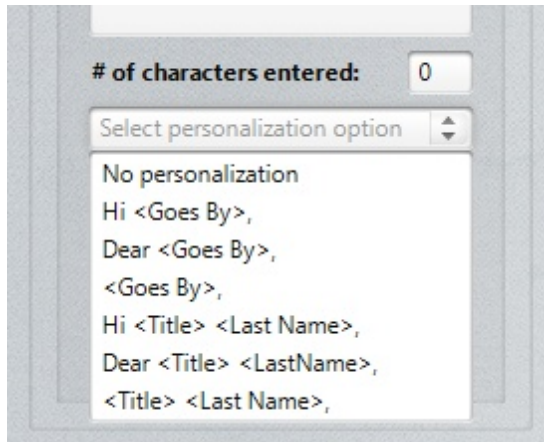 # of characters entered: 0
Select personalization option
No personalization
Hi <Goes By>,
Dear <Goes By>,
<Goes By>,
Hi <Title> <Last Name>,
Dear <Title> <LastName>,
<Title> <Last Name>,